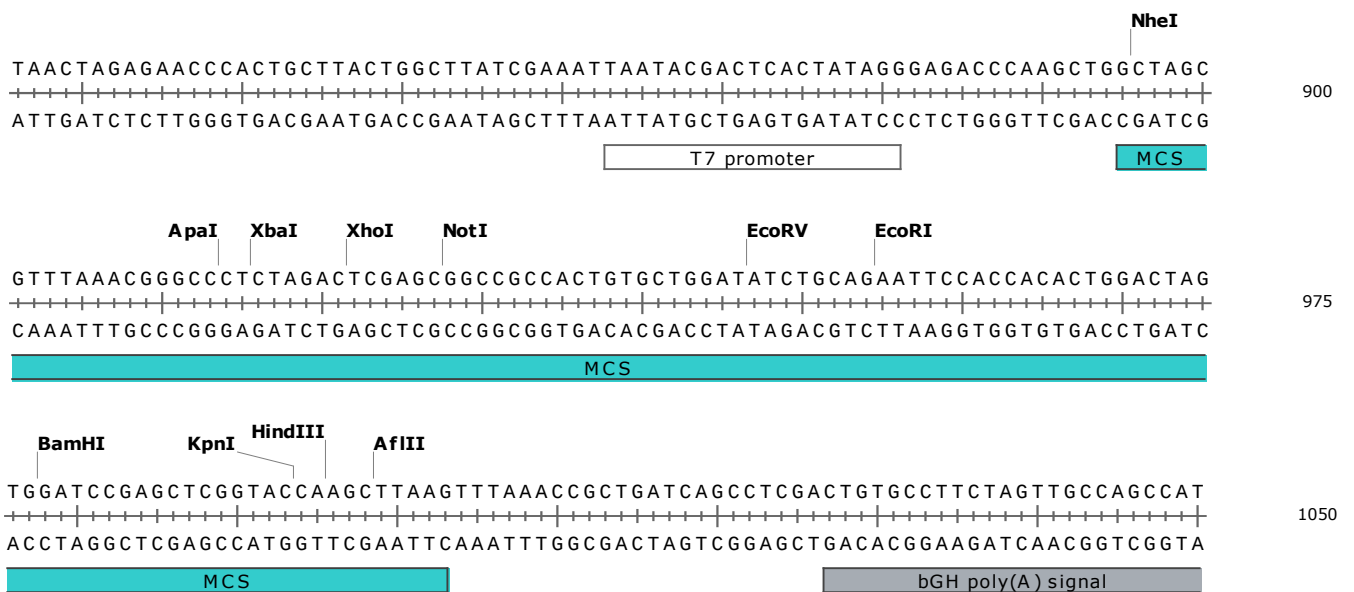 NheI
TAACTAGAGAACCCACTGCTTACTGGCTTATCGAAATTAATACGACTCACTATAGGGAGACCCAAGCTGGCTAGC
900
ATTGATCTCTTGGGTGACGAATGACCGAATAGCTTTAATTATGCTGAGTGATATCCCTCTGGGTTCGACCGATCG
T7 promoter MCS
ApaI XbaI XhoI NotI EcoRV EcoRI
GTTTAAACGGGCCCTCTAGACTCGAGCGGCCGCCACTGTGCTGGATATCTGCAGAATTCCACCACACTGGACTAG
975
CAAATTTGCCCGGGAGATCTGAGCTCGCCGGCGGTGACACGACCTATAGACGTCTTAAGGTGGTGTGACCTGATC
MCS
BamHI KpnI HindIII AflII
TGGATCCGAGCTCGGTACCAAGCTTAAGTTTAAACCGCTGATCAGCCTCGACTGTGCCTTCTAGTTGCCAGCCAT
1050
ACCTAGGCTCGAGCCATGGTTCGAATTCAAATTTGGCGACTAGTCGGAGCTGACACGGAAGATCAACGGTCGGTA
MCS bGH poly(A) signal